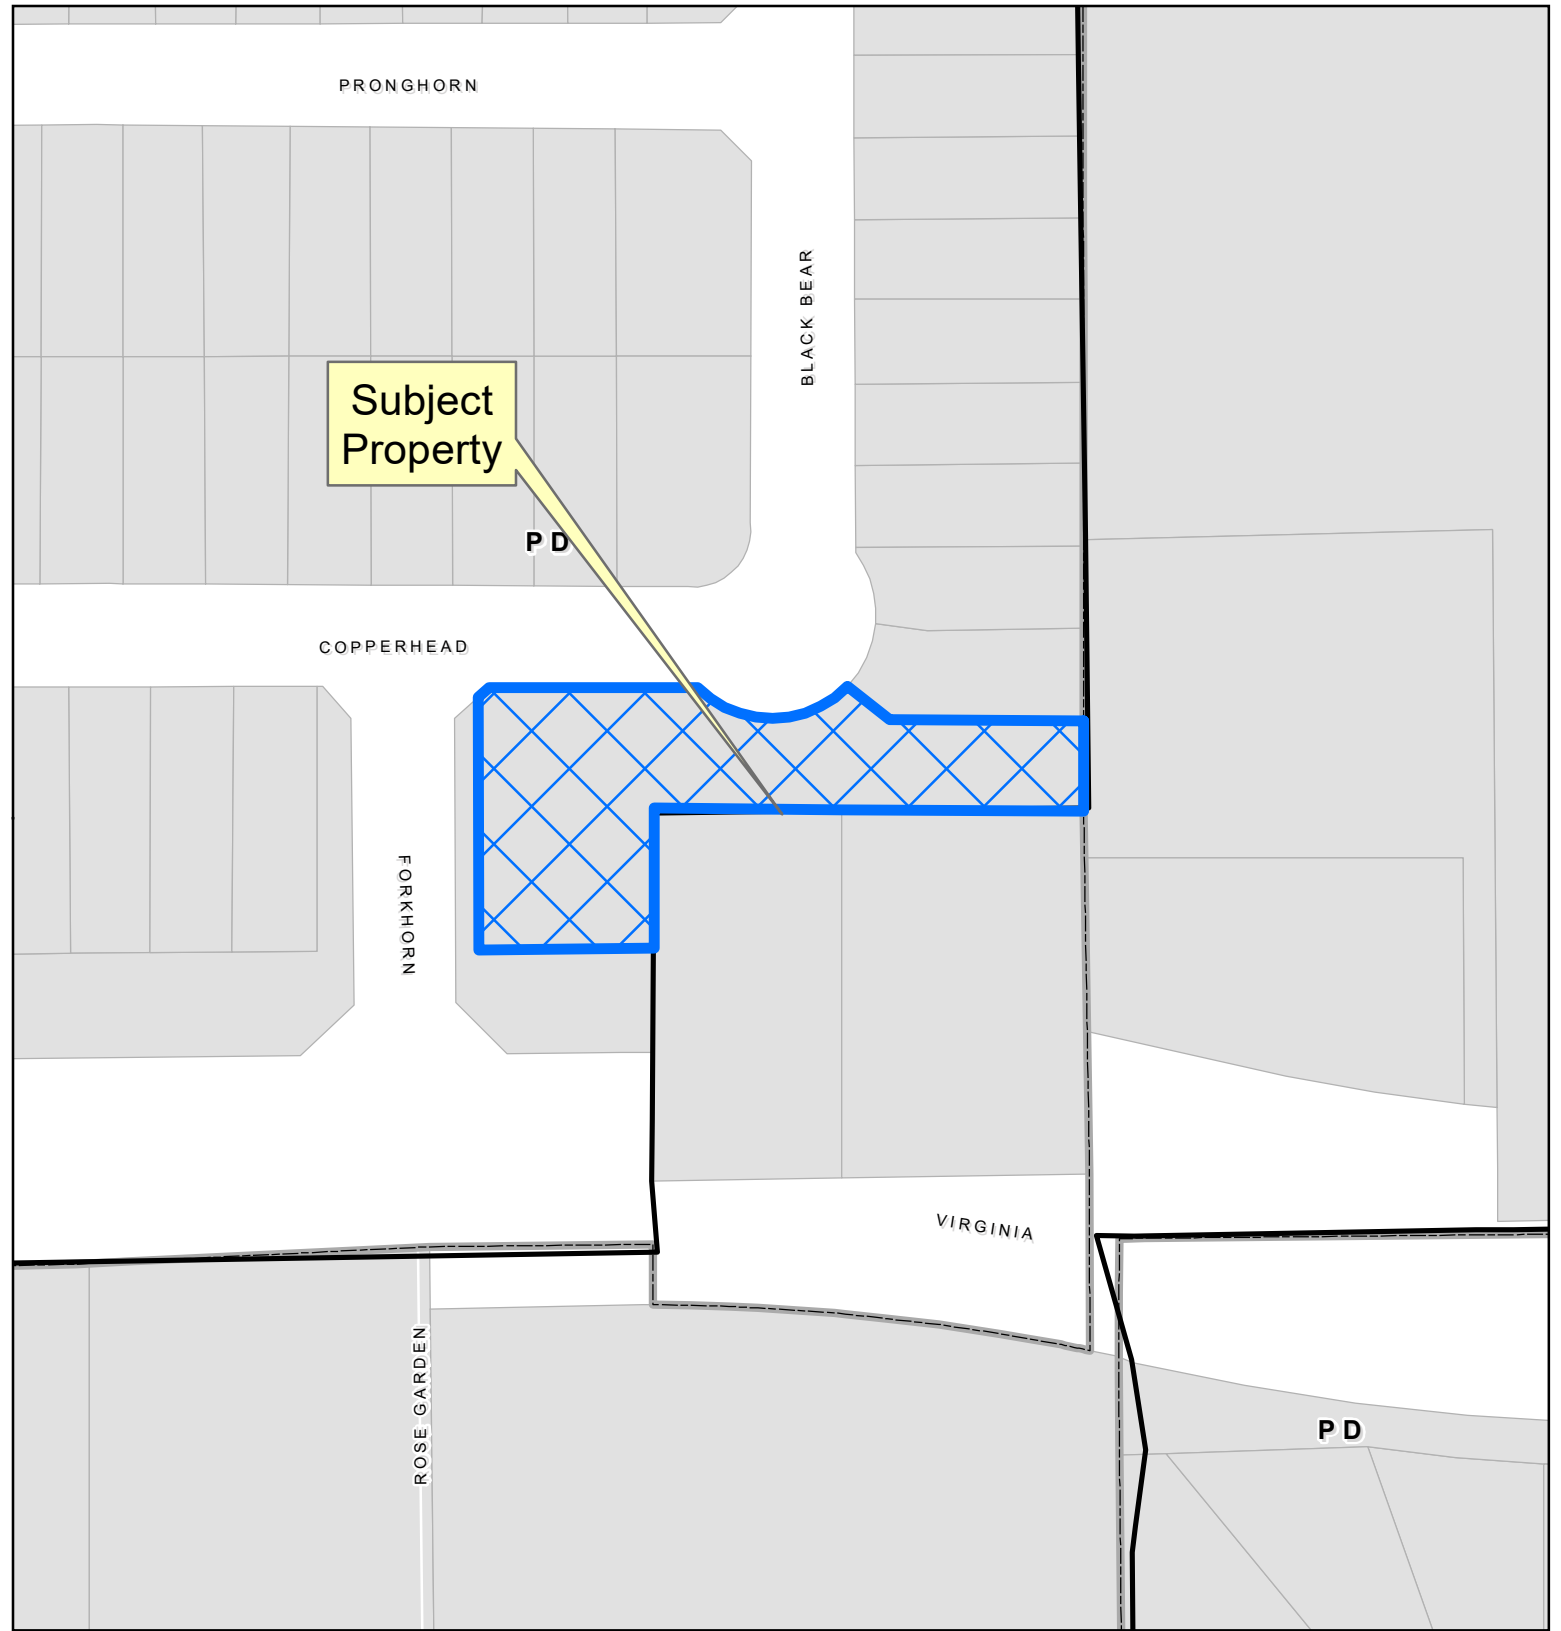 PRONGHORN
BLACK BEAR
Subject
Property
PD
COPPERHEAD
FORKHORN
VIRGINIA
ROSE GARDEN
PD